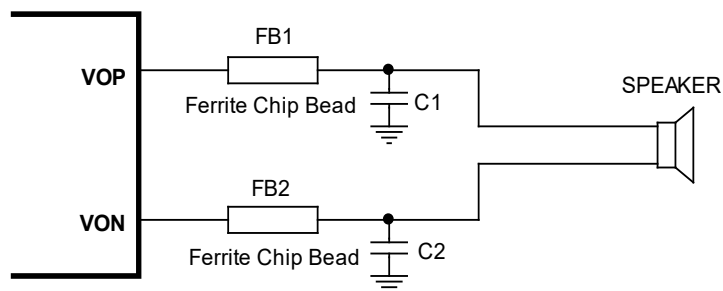 FB1
VOP
SPEAKER
Ferrite Chip Bead
C1
FB2
VON
Ferrite Chip Bead
C2